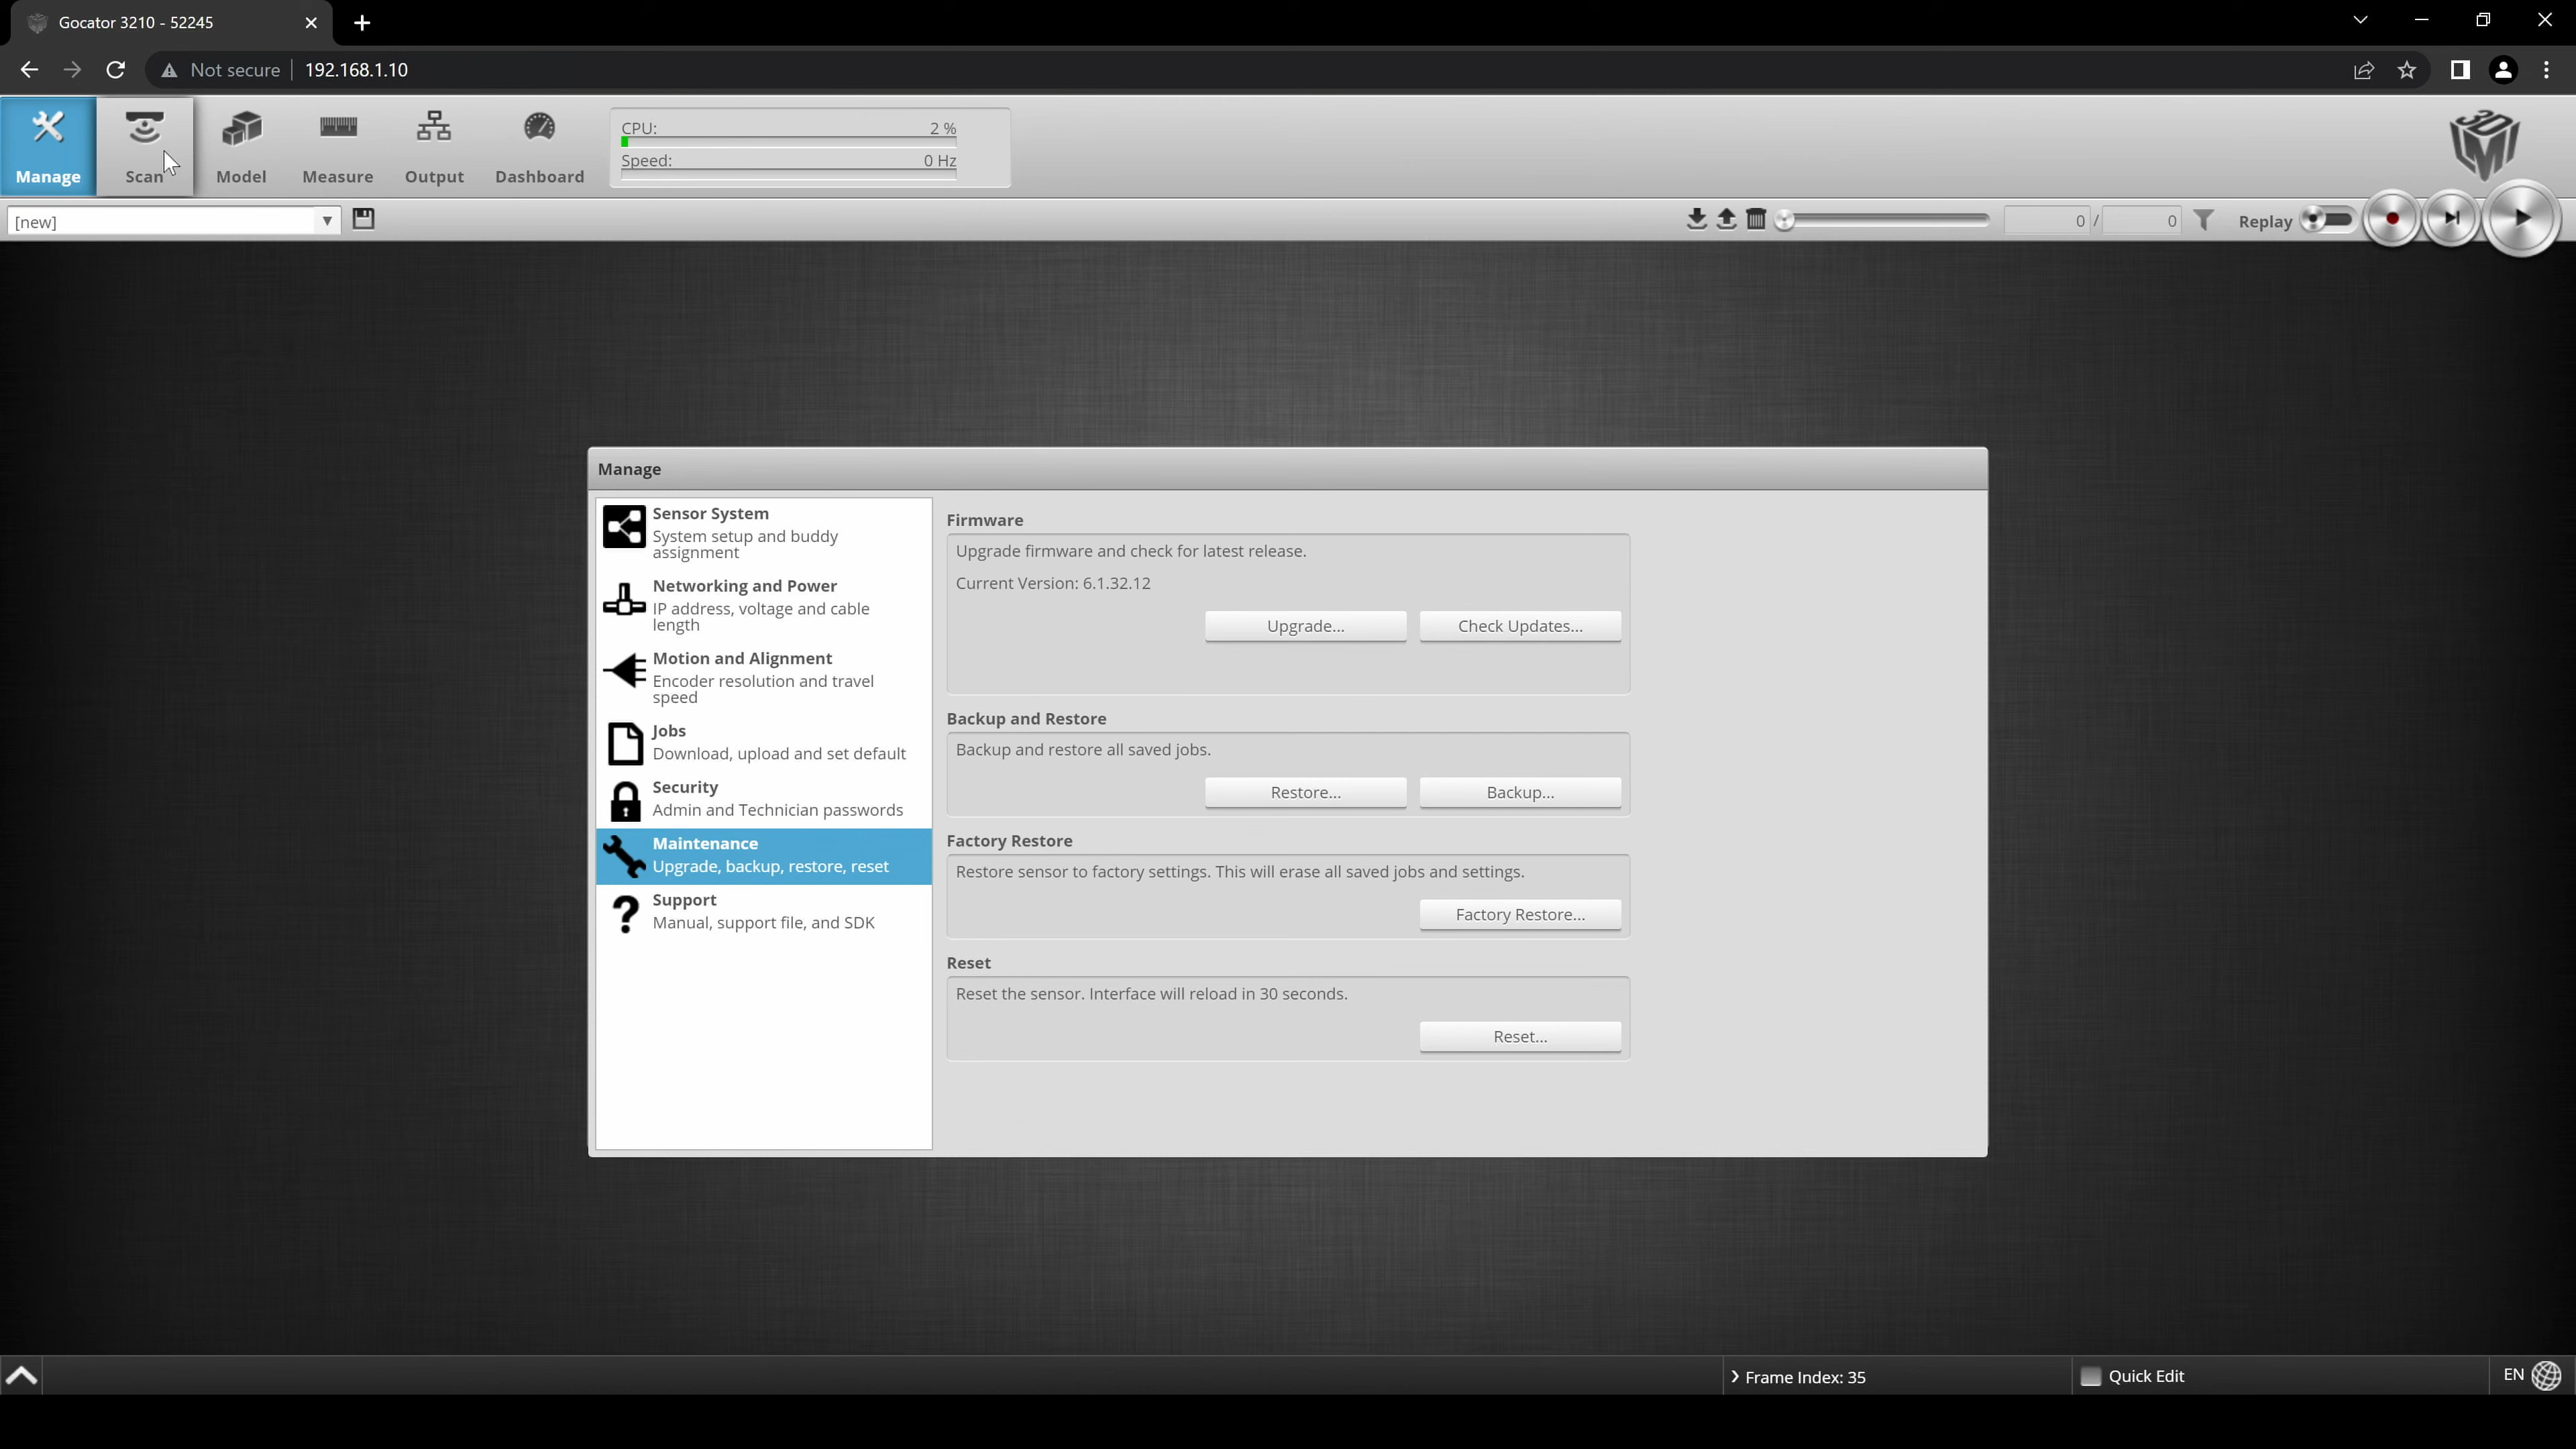 Gocator 3210 - 52245
Not secure
192.168.1.10
Manage
Scan
Model
Measure
Output
Dashboard
CPU: 2 %
Speed: 0 Hz
3D
[new]
0 / 0
Replay
Manage
Sensor System
System setup and buddy
assignment
Networking and Power
IP address, voltage and cable
length
Motion and Alignment
Encoder resolution and travel
speed
Jobs
Download, upload and set default
Security
Admin and Technician passwords
Maintenance
Upgrade, backup, restore, reset
Support
Manual, support file, and SDK
Firmware
Upgrade firmware and check for latest release.
Current Version: 6.1.32.12
Upgrade...
Check Updates...
Backup and Restore
Backup and restore all saved jobs.
Restore...
Backup...
Factory Restore
Restore sensor to factory settings. This will erase all saved jobs and settings.
Factory Restore...
Reset
Reset the sensor. Interface will reload in 30 seconds.
Reset...
Frame Index: 35
Quick Edit
EN